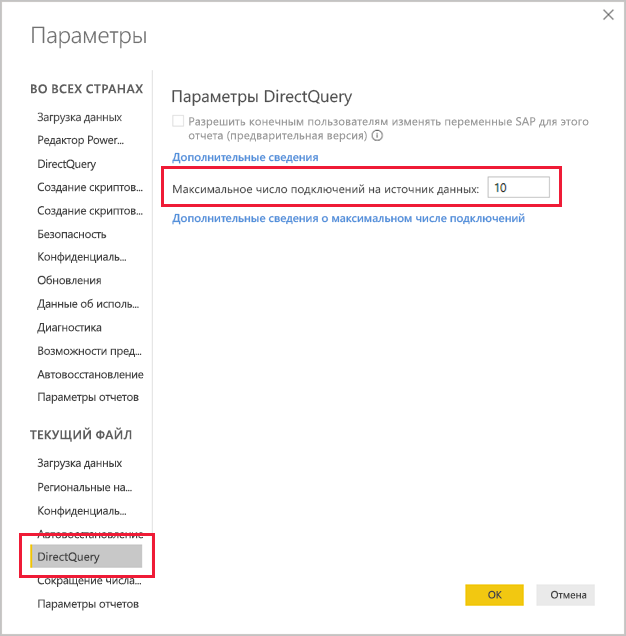 Параметры
ВО ВСЕХ СТРАНАХ
Загрузка данных
Редактор Power...
DirectQuery
Создание скриптов...
Создание скриптов...
Безопасность
Конфиденциаль...
Обновления
Данные об исполь...
Диагностика
Возможности пред...
Автовосстановление
Параметры отчетов
ТЕКУЩИЙ ФАЙЛ
Загрузка данных
Региональные на...
Конфиденциаль...
Автовосстановление
DirectQuery
Сокращение числа...
Параметры отчетов
Параметры DirectQuery
Разрешить конечным пользователям изменять переменные SAP для этого
отчета (предварительная версия)
Дополнительные сведения
Максимальное число подключений на источник данных: 10
Дополнительные сведения о максимальном числе подключений
ОК Отмена